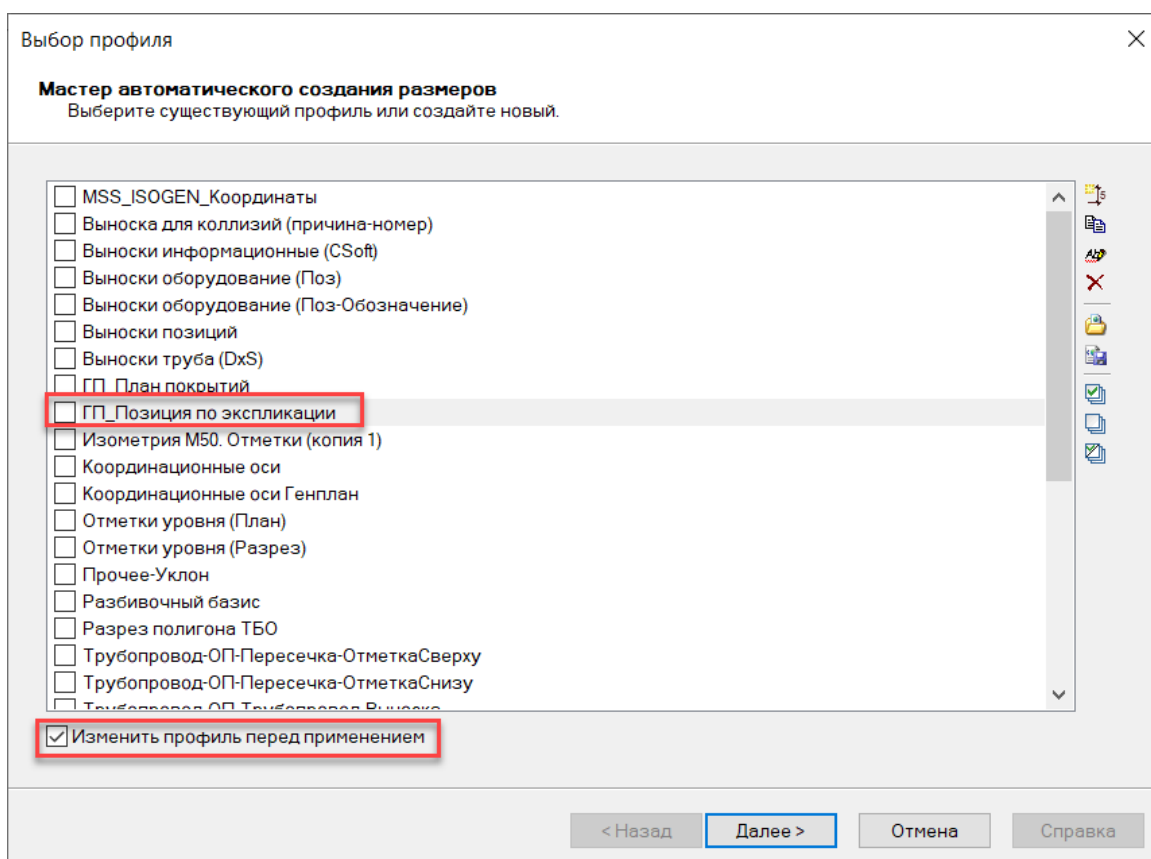 Выбор профиля
Мастер автоматического создания размеров
Выберите существующий профиль или создайте новый.
MSS_ISOGEN_Координаты
Выноска для коллизий (причина-номер)
Выноски информационные (CSoft)
Выноски оборудование (Поз)
Выноски оборудование (Поз-Обозначение)
Выноски позиций
Выноски труба (DxS)
ГП_План покрытий
ГП_Позиция по экспликации
Изометрия М50. Отметки (копия 1)
Координационные оси
Координационные оси Генплан
Отметки уровня (План)
Отметки уровня (Разрез)
Прочее-Уклон
Разбивочный базис
Разрез полигона ТБО
Трубопровод-ОП-Пересечка-ОтметкаСверху
Трубопровод-ОП-Пересечка-ОтметкаСнизу
Трубопровод-ОП-Трубопровод-Выноска
Изменить профиль перед применением
< Назад
Далее >
Отмена
Справка